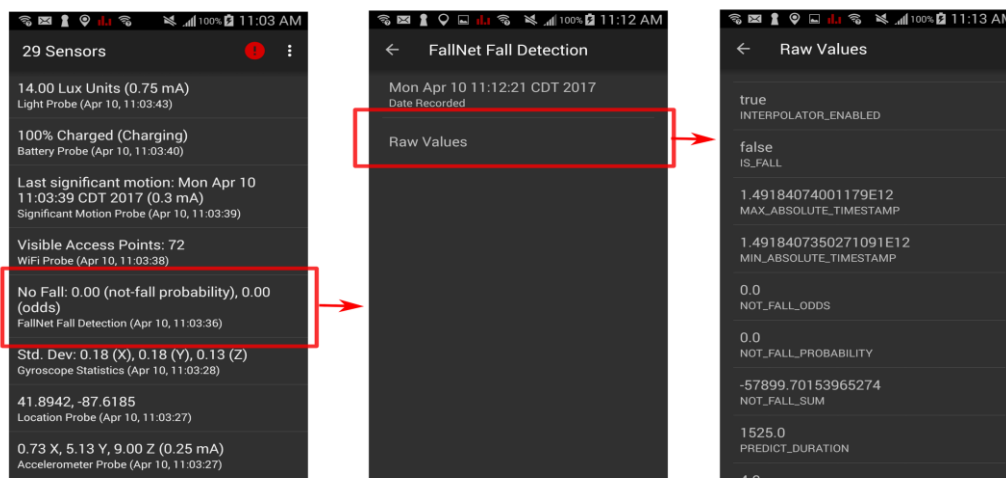 100% 11:03 AM
29 Sensors
14.00 Lux Units (0.75 mA)
Light Probe (Apr 10, 11:03:43)
100% Charged (Charging)
Battery Probe (Apr 10, 11:03:40)
Last significant motion: Mon Apr 10
11:03:39 CDT 2017 (0.3 mA)
Significant Motion Probe (Apr 10, 11:03:39)
Visible Access Points: 72
WiFi Probe (Apr 10, 11:03:38)
No Fall: 0.00 (not-fall probability), 0.00
(odds)
FallNet Fall Detection (Apr 10, 11:03:36)
Std. Dev: 0.18 (X), 0.18 (Y), 0.13 (Z)
Gyroscope Statistics (Apr 10, 11:03:28)
41.8942, -87.6185
Location Probe (Apr 10, 11:03:27)
0.73 X, 5.13 Y, 9.00 Z (0.25 mA)
Accelerometer Probe (Apr 10, 11:03:27)
100% 11:12 AM
FallNet Fall Detection
Mon Apr 10 11:12:21 CDT 2017
Date Recorded
Raw Values
100% 11:13 AM
Raw Values
true
INTERPOLATOR_ENABLED
false
IS_FALL
1.49184074001179E12
MAX_ABSOLUTE_TIMESTAMP
1.4918407350271091E12
MIN_ABSOLUTE_TIMESTAMP
0.0
NOT_FALL_ODDS
0.0
NOT_FALL_PROBABILITY
-57899.70153965274
NOT_FALL_SUM
1525.0
PREDICT_DURATION